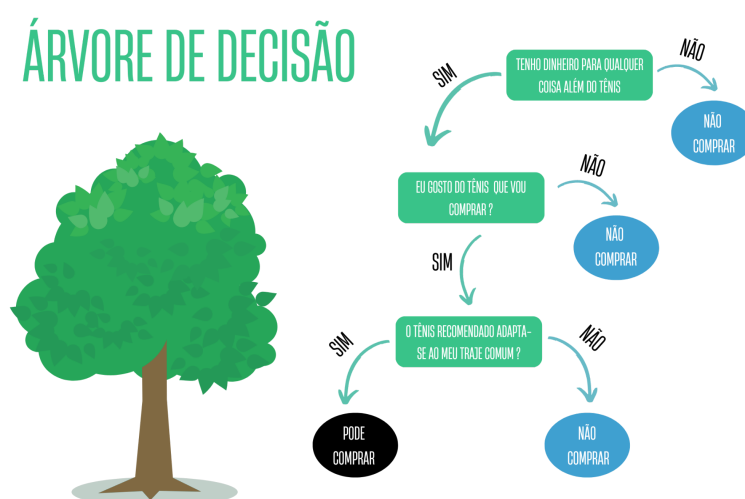 ÁRVORE DE DECISÃO
TENHO DINHEIRO PARA QUALQUER
COISA ALÉM DO TÊNIS
SIM
NÃO
NÃO
COMPRAR
EU GOSTO DO TÊNIS QUE VOU
COMPRAR ?
NÃO
NÃO
COMPRAR
SIM
O TÊNIS RECOMENDADO ADAPTA-
SE AO MEU TRAJE COMUM ?
SIM
NÃO
PODE
COMPRAR
NÃO
COMPRAR